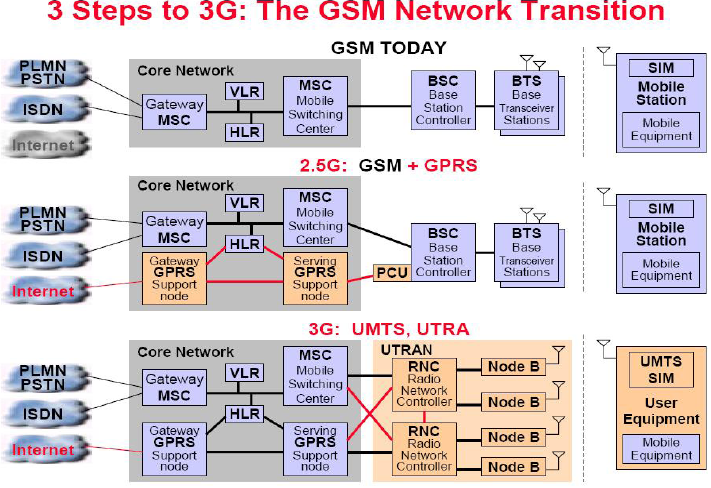 3 Steps to 3G: The GSM Network Transition
GSM TODAY
PLMN
PSTN
ISDN
Internet
Core Network
Gateway
MSC
VLR
HLR
MSC
Mobile
Switching
Center
BSC
Base
Station
Controller
BTS
Base
Transceiver
Stations
SIM
Mobile
Station
Mobile
Equipment
2.5G: GSM + GPRS
PLMN
PSTN
ISDN
Internet
Core Network
Gateway
MSC
VLR
HLR
MSC
Mobile
Switching
Center
Gateway
GPRS
Support
node
Serving
GPRS
Support
node
PCU
BSC
Base
Station
Controller
BTS
Base
Transceiver
Stations
SIM
Mobile
Station
Mobile
Equipment
3G: UMTS, UTRA
PLMN
PSTN
ISDN
Internet
Core Network
Gateway
MSC
VLR
HLR
MSC
Mobile
Switching
Center
Gateway
GPRS
Support
node
Serving
GPRS
Support
node
UTRAN
RNC
Radio
Network
Controller
RNC
Radio
Network
Controller
Node B
Node B
Node B
Node B
UMTS
SIM
User
Equipment
Mobile
Equipment